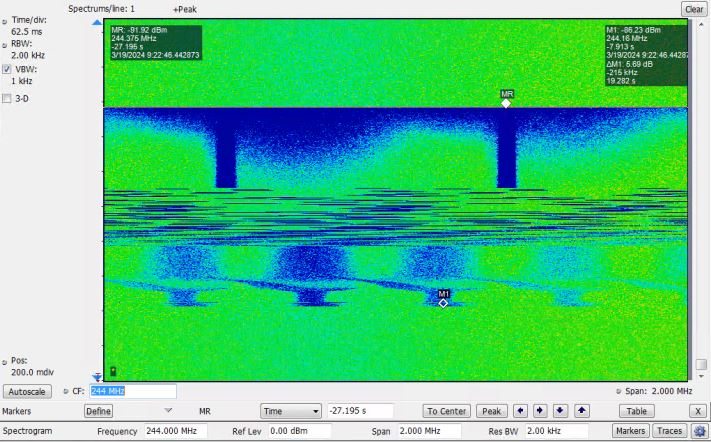 Spectrums/line: 1 +Peak Clear
Time/div:
62.5 ms
RBW:
2.00 kHz
VBW:
1 kHz
3-D
MR: -91.92 dBm
244.375 MHz
-27.195 s
3/19/2024 9:22:46.442873
M1: -86.23 dBm
244.16 MHz
-7.913 s
3/19/2024 9:22:46.44287
ΔM1: 5.69 dB
-215 kHz
19.282 s
MR
M1
Pos:
200.0 mdiv
Autoscale CF: 244 MHz Span: 2.000 MHz
Markers Define MR Time -27.195 s To Center Peak Table X
Spectrogram Frequency 244.000 MHz Ref Lev 0.00 dBm Span 2.000 MHz Res BW 2.00 kHz Markers Traces